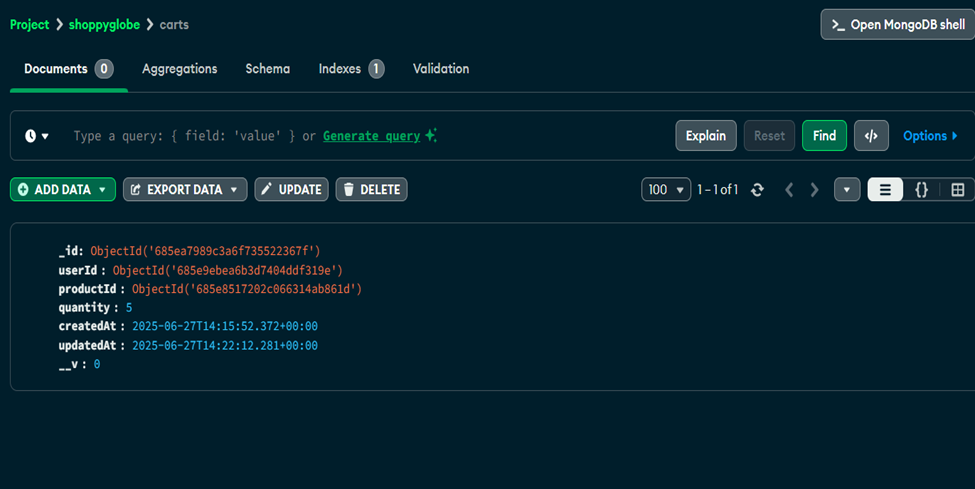 Project > shoppyglobe > carts
>_ Open MongoDB shell
Documents 0 Aggregations Schema Indexes 1 Validation
Type a query: { field: 'value' } or Generate query
Explain Reset Find </> Options
ADD DATA EXPORT DATA UPDATE DELETE
100 1–1 of 1 {}
_id: ObjectId('685ea7989c3a6f735522367f')
userId : ObjectId('685e9ebea6b3d7404ddf319e')
productId : ObjectId('685e8517202c066314ab861d')
quantity : 5
createdAt : 2025-06-27T14:15:52.372+00:00
updatedAt : 2025-06-27T14:22:12.281+00:00
__v : 0